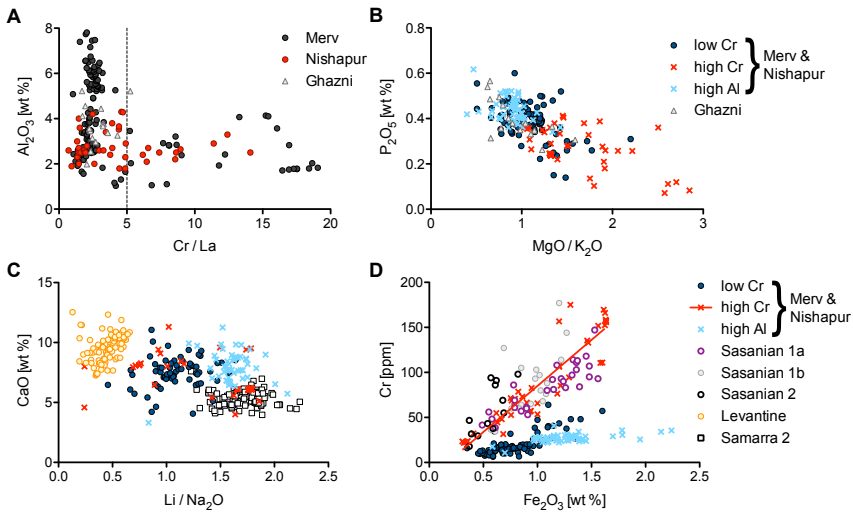 A
Al₂O₃ [wt %]
8
6
4
2
0
0
5
10
15
20
Cr / La
Merv
Nishapur
Ghazni
B
P₂O₅ [wt %]
0.8
0.6
0.4
0.2
0.0
0
1
2
3
MgO / K₂O
low Cr
high Cr
high Al
Ghazni
Merv &
Nishapur
C
CaO [wt %]
15
10
5
0
0.0
0.5
1.0
1.5
2.0
2.5
Li / Na₂O
D
Cr [ppm]
200
150
100
50
0
0.0
0.5
1.0
1.5
2.0
2.5
Fe₂O₃ [wt %]
low Cr
high Cr
high Al
Merv &
Nishapur
Sasanian 1a
Sasanian 1b
Sasanian 2
Levantine
Samarra 2